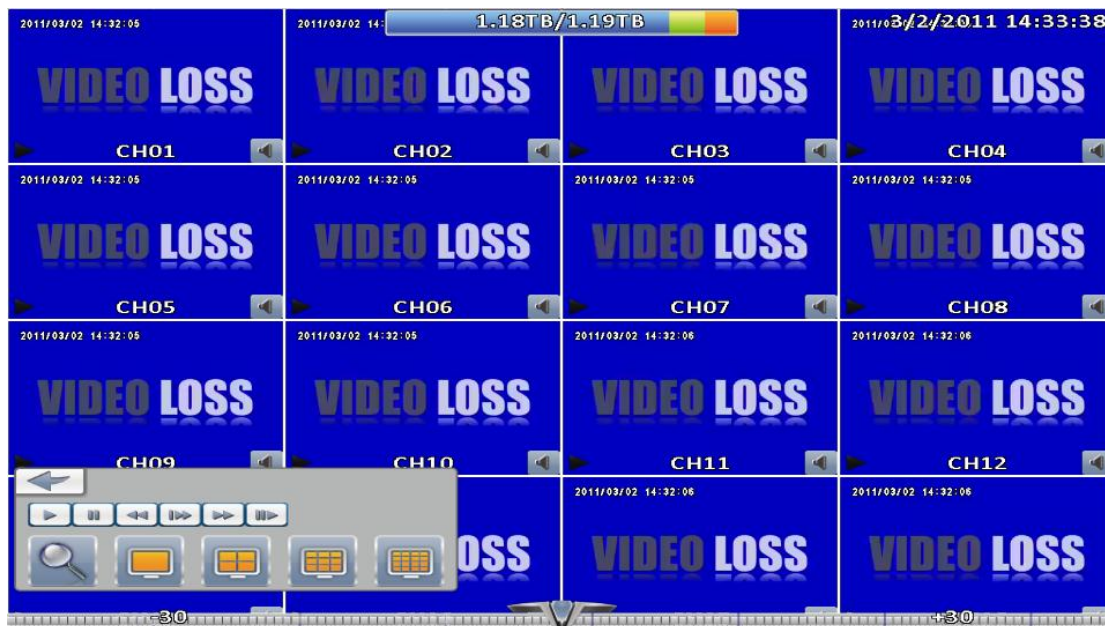 2011/03/02 14:32:05
2011/03/02 14:
1.18TB/1.19TB
3/2/2011 14:33:38
VIDEO LOSS
VIDEO LOSS
VIDEO LOSS
VIDEO LOSS
CH01
CH02
CH03
CH04
2011/03/02 14:32:05
2011/03/02 14:32:05
2011/03/02 14:32:05
2011/03/02 14:32:05
VIDEO LOSS
VIDEO LOSS
VIDEO LOSS
VIDEO LOSS
CH05
CH06
CH07
CH08
2011/03/02 14:32:05
2011/03/02 14:32:05
2011/03/02 14:32:06
2011/03/02 14:32:06
VIDEO LOSS
VIDEO LOSS
VIDEO LOSS
VIDEO LOSS
CH09
CH10
CH11
CH12
2011/03/02 14:32:06
2011/03/02 14:32:06
OSS
VIDEO LOSS
VIDEO LOSS
-30
+30